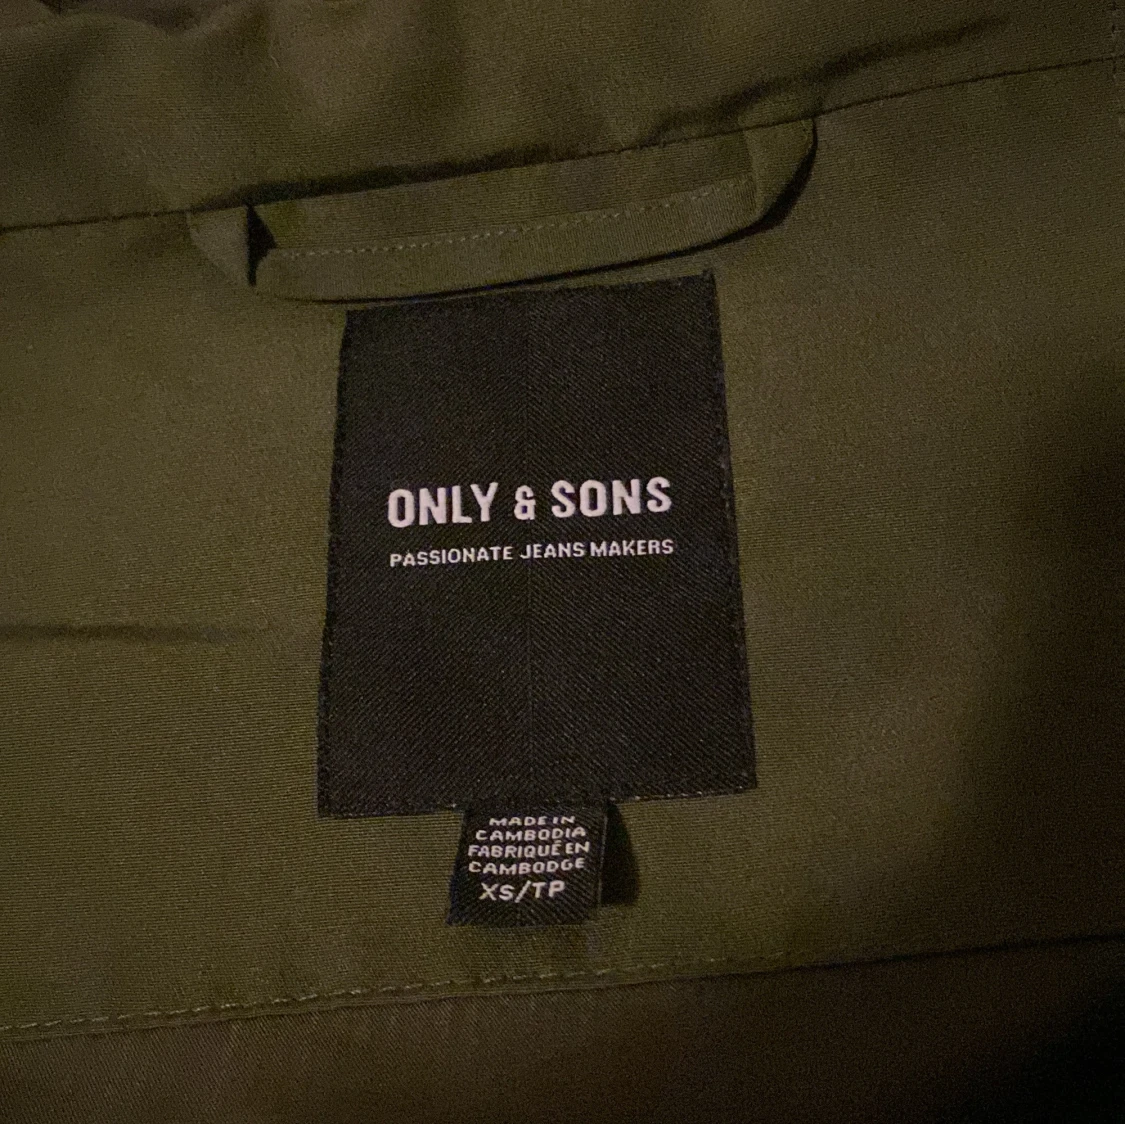 ONLY & SONS
PASSIONATE JEANS MAKERS
MADE IN
CAMBODIA
FABRIQUÉ EN
CAMBODGE
XS/TP